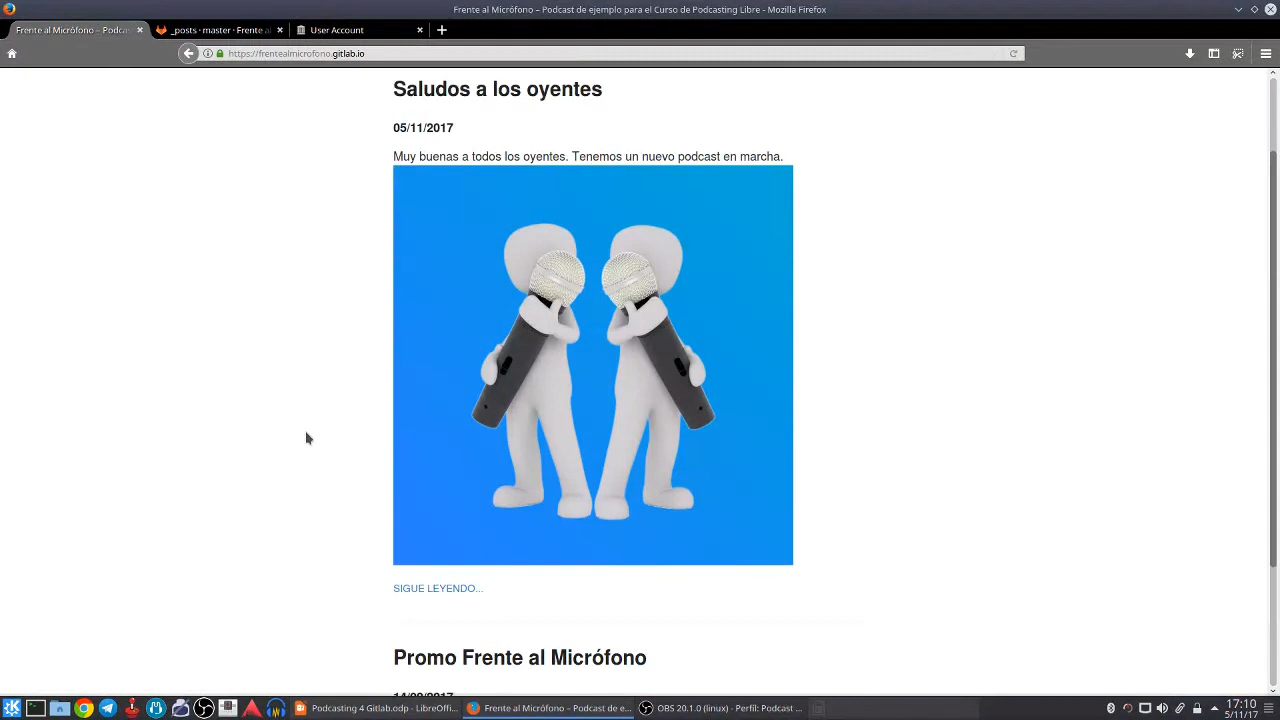 Frente al Micrófono – Podcast de ejemplo para el Curso de Podcasting Libre - Mozilla Firefox
Frente al Micrófono – Podcas
_posts · master · Frente al
User Account
https://frentealmicrofono.gitlab.io
Saludos a los oyentes
05/11/2017
Muy buenas a todos los oyentes. Tenemos un nuevo podcast en marcha.
SIGUE LEYENDO...
Promo Frente al Micrófono
Podcasting 4 Gitlab.odp - LibreOffi...
Frente al Micrófono – Podcast de e...
OBS 20.1.0 (linux) - Perfil: Podcast ...
17:10
5/11/17